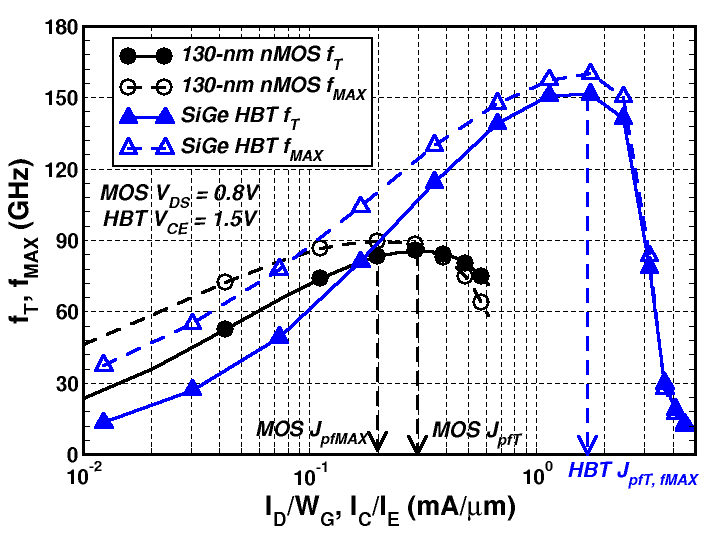 180
150
120
90
60
30
0
f_T, f_MAX (GHz)
130-nm nMOS f_T
130-nm nMOS f_MAX
SiGe HBT f_T
SiGe HBT f_MAX
MOS V_DS = 0.8V
HBT V_CE = 1.5V
MOS J_pfMAX
MOS J_pfT
HBT J_pfT, fMAX
10^-2
10^-1
10^0
I_D/W_G, I_C/I_E (mA/μm)